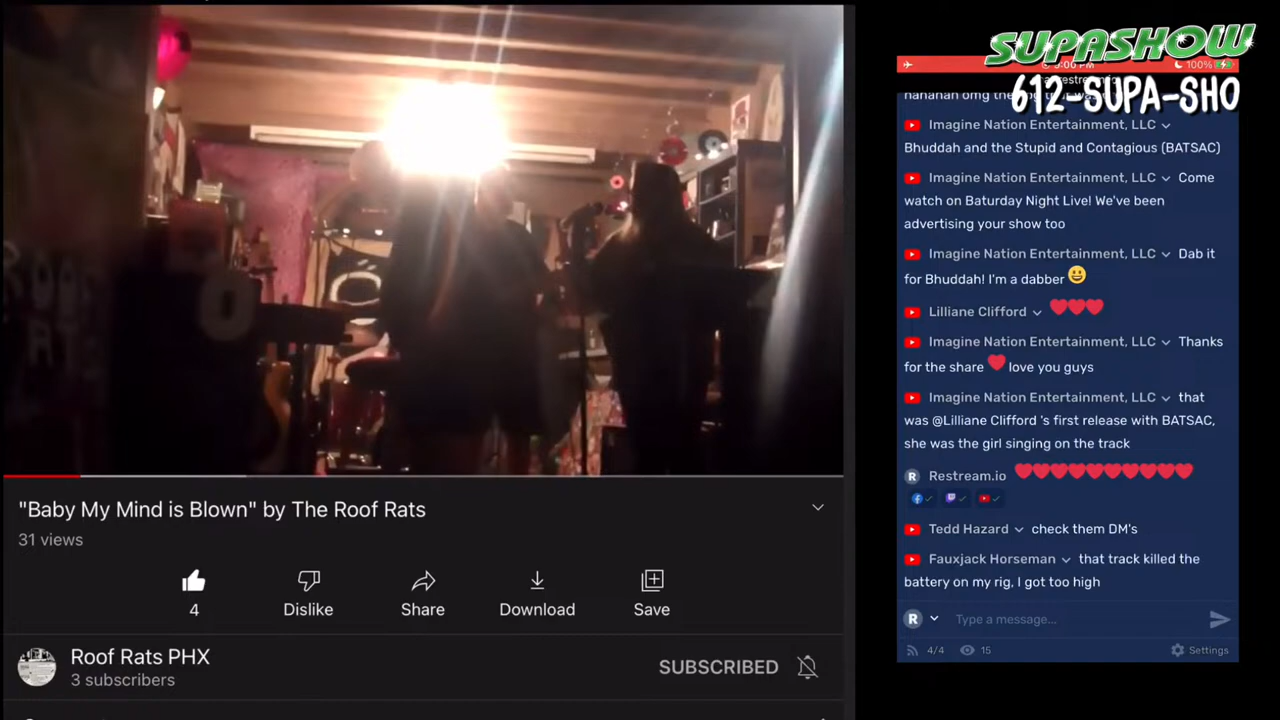 SUPASHOW
612-SUPA-SHO
100%
Imagine Nation Entertainment, LLC
Bhuddah and the Stupid and Contagious (BATSAC)
Imagine Nation Entertainment, LLC Come
watch on Baturday Night Live! We've been
advertising your show too
Imagine Nation Entertainment, LLC Dab it
for Bhuddah! I'm a dabber 😀
Lilliane Clifford ❤❤❤
Imagine Nation Entertainment, LLC Thanks
for the share ❤ love you guys
Imagine Nation Entertainment, LLC that
was @Lilliane Clifford 's first release with BATSAC,
she was the girl singing on the track
R Restream.io ❤❤❤❤❤❤❤❤❤❤
Tedd Hazard check them DM's
Fauxjack Horseman that track killed the
battery on my rig, I got too high
R Type a message...
4/4 15 Settings
"Baby My Mind is Blown" by The Roof Rats
31 views
4 Dislike Share Download Save
Roof Rats PHX
3 subscribers
SUBSCRIBED